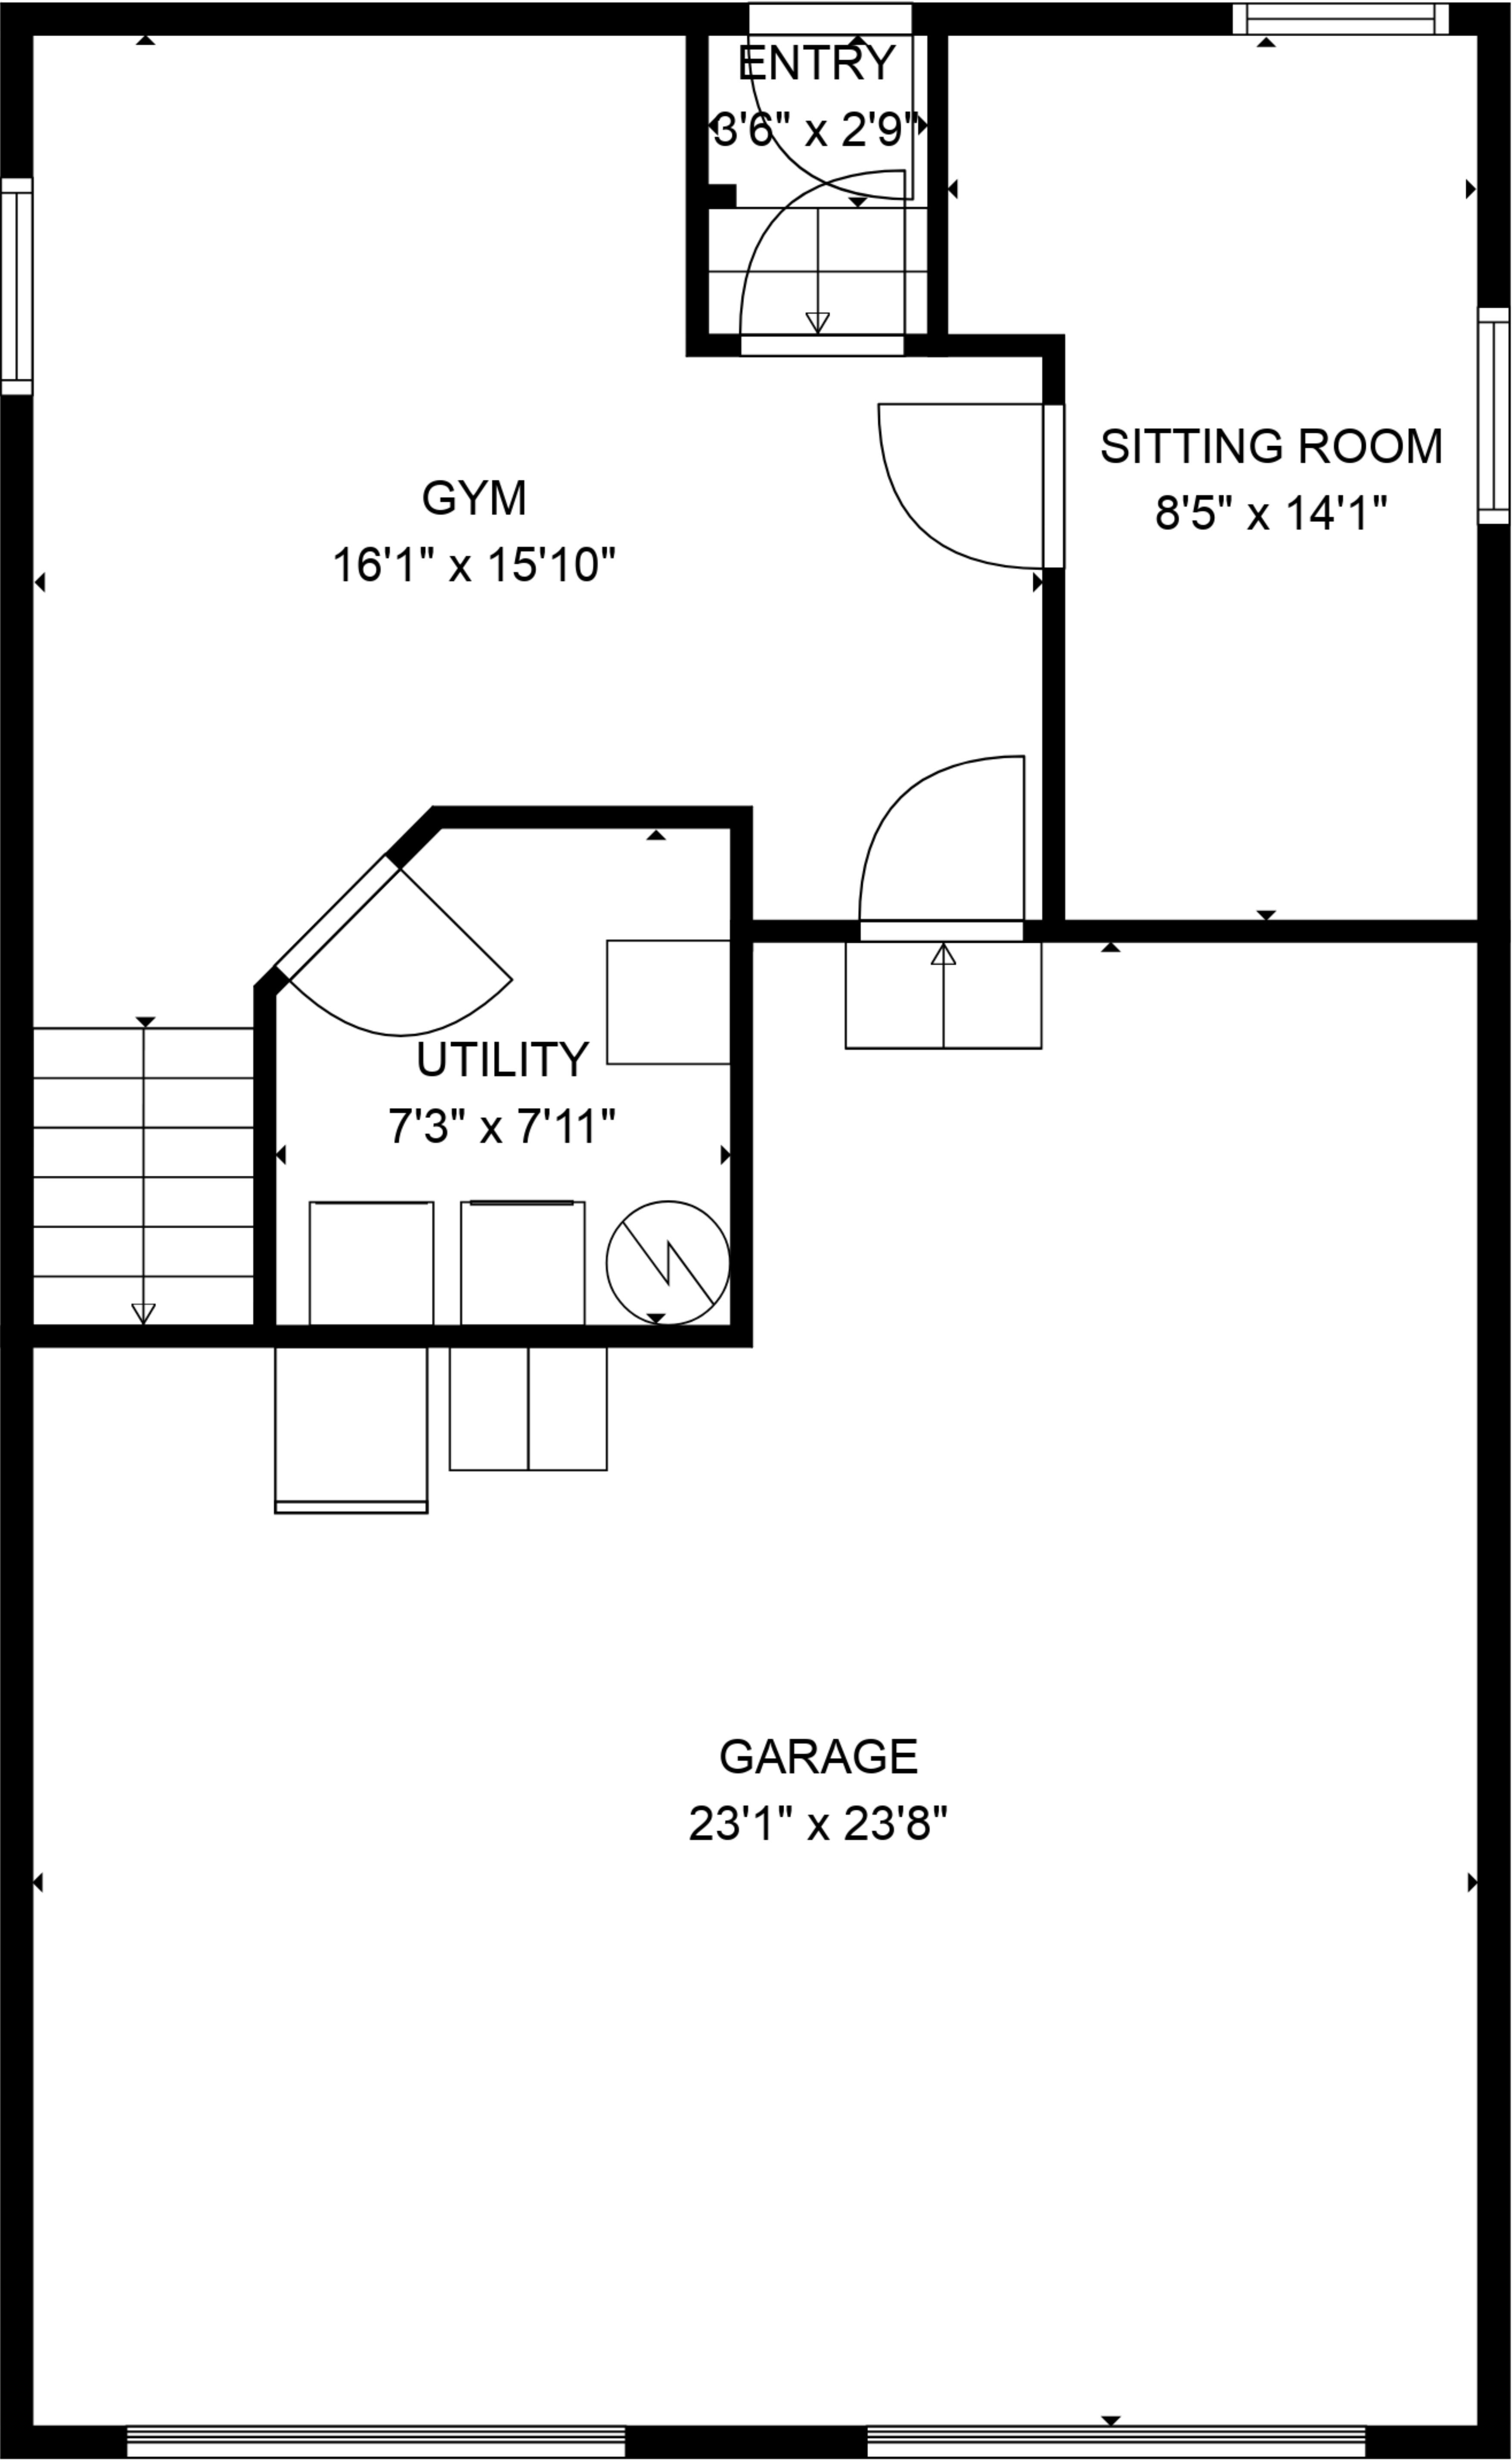 ENTRY
3'6" x 2'9"
SITTING ROOM
8'5" x 14'1"
GYM
16'1" x 15'10"
UTILITY
7'3" x 7'11"
GARAGE
23'1" x 23'8"